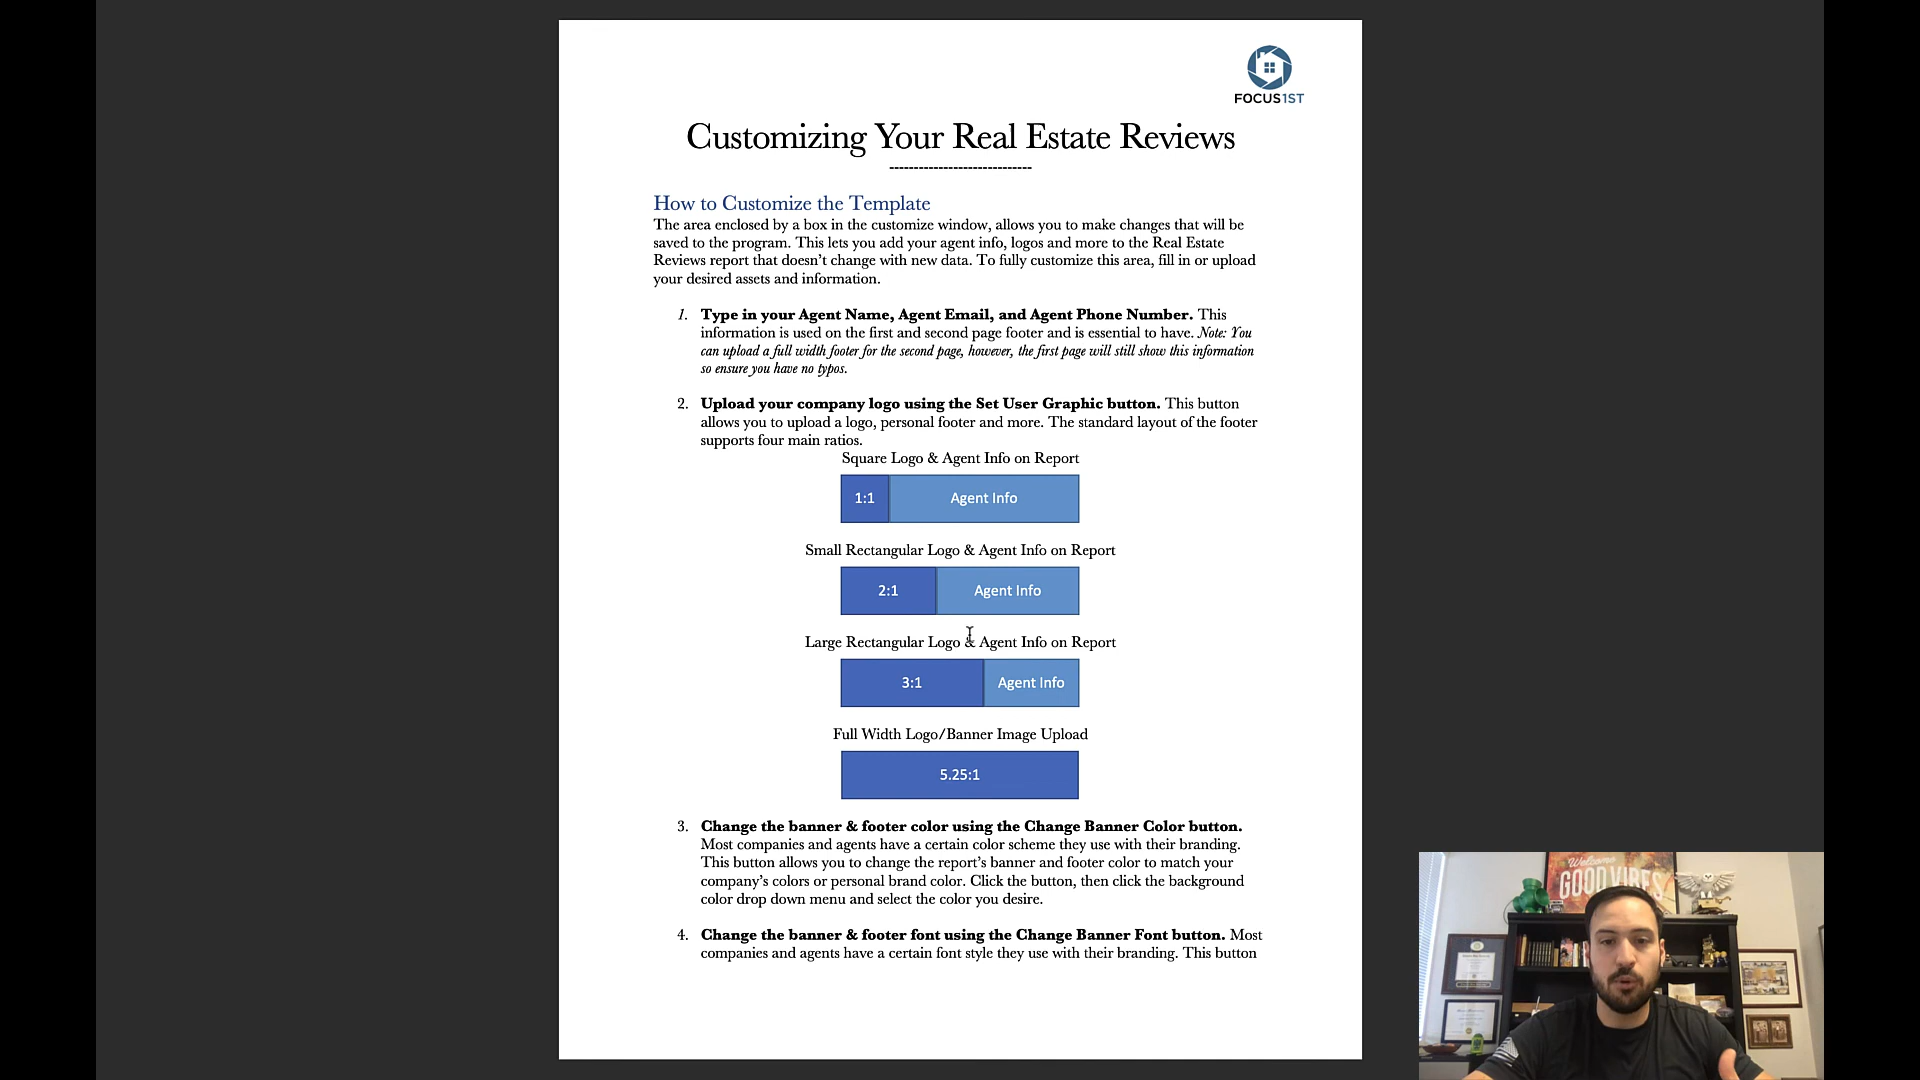 FOCUS1ST
Customizing Your Real Estate Reviews
-----------------------------
How to Customize the Template
The area enclosed by a box in the customize window, allows you to make changes that will be
saved to the program. This lets you add your agent info, logos and more to the Real Estate
Reviews report that doesn’t change with new data. To fully customize this area, fill in or upload
your desired assets and information.
1. Type in your Agent Name, Agent Email, and Agent Phone Number. This
information is used on the first and second page footer and is essential to have. Note: You
can upload a full width footer for the second page, however, the first page will still show this information
so ensure you have no typos.
2. Upload your company logo using the Set User Graphic button. This button
allows you to upload a logo, personal footer and more. The standard layout of the footer
supports four main ratios.
Square Logo & Agent Info on Report
1:1 Agent Info
Small Rectangular Logo & Agent Info on Report
2:1 Agent Info
Large Rectangular Logo & Agent Info on Report
3:1 Agent Info
Full Width Logo/Banner Image Upload
5.25:1
3. Change the banner & footer color using the Change Banner Color button.
Most companies and agents have a certain color scheme they use with their branding.
This button allows you to change the report’s banner and footer color to match your
company’s colors or personal brand color. Click the button, then click the background
color drop down menu and select the color you desire.
4. Change the banner & footer font using the Change Banner Font button. Most
companies and agents have a certain font style they use with their branding. This button
Welcome
GOOD VIBES